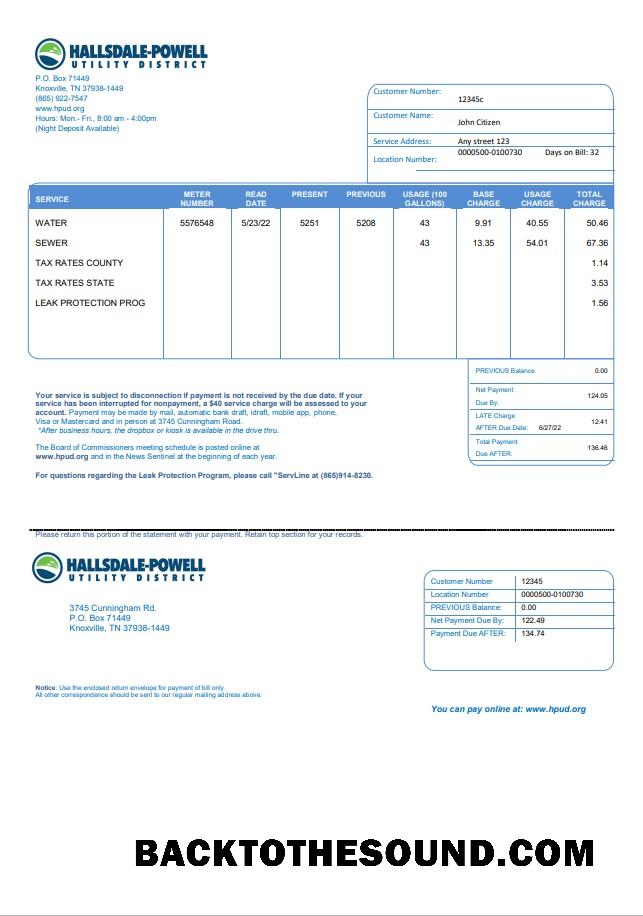 HALLSDALE-POWELL
UTILITY DISTRICT
P.O. Box 71449
Knoxville, TN 37938-1449
(865) 922-7547
www.hpud.org
Hours: Mon.- Fri., 8:00 am - 4:00pm
(Night Deposit Available)
Customer Number: 12345c
Customer Name: John Citizen
Service Address: Any street 123
Location Number: 0000500-0100730 Days on Bill: 32
SERVICE METER NUMBER READ DATE PRESENT PREVIOUS USAGE (100 GALLONS) BASE CHARGE USAGE CHARGE TOTAL CHARGE
WATER 5576548 5/23/22 5251 5208 43 9.91 40.55 50.46
SEWER 43 13.35 54.01 67.36
TAX RATES COUNTY 1.14
TAX RATES STATE 3.53
LEAK PROTECTION PROG 1.56
PREVIOUS Balance 0.00
Net Payment Due By: 124.05
LATE Charge AFTER Due Date: 6/27/22 12.41
Total Payment Due AFTER: 136.46
Your service is subject to disconnection if payment is not received by the due date. If your
service has been interrupted for nonpayment, a $40 service charge will be assessed to your
account. Payment may be made by mail, automatic bank draft, idraft, mobile app, phone,
Visa or Mastercard and in person at 3745 Cunningham Road.
*After business hours, the dropbox or kiosk is available in the drive thru.
The Board of Commissioners meeting schedule is posted online at
www.hpud.org and in the News Sentinel at the beginning of each year.
For questions regarding the Leak Protection Program, please call "ServLine at (865)914-8230.
Please return this portion of the statement with your payment. Retain top section for your records.
HALLSDALE-POWELL
UTILITY DISTRICT
3745 Cunningham Rd.
P.O. Box 71449
Knoxville, TN 37938-1449
Customer Number 12345
Location Number 0000500-0100730
PREVIOUS Balance: 0.00
Net Payment Due By: 122.49
Payment Due AFTER: 134.74
Notice: Use the enclosed return envelope for payment of bill only.
All other correspondence should be sent to our regular mailing address above.
You can pay online at: www.hpud.org
BACKTOTHESOUND.COM